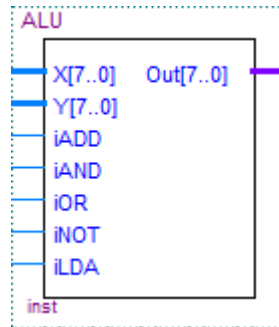 ALU
X[7..0] Out[7..0]
Y[7..0]
iADD
iAND
iOR
iNOT
iLDA
inst